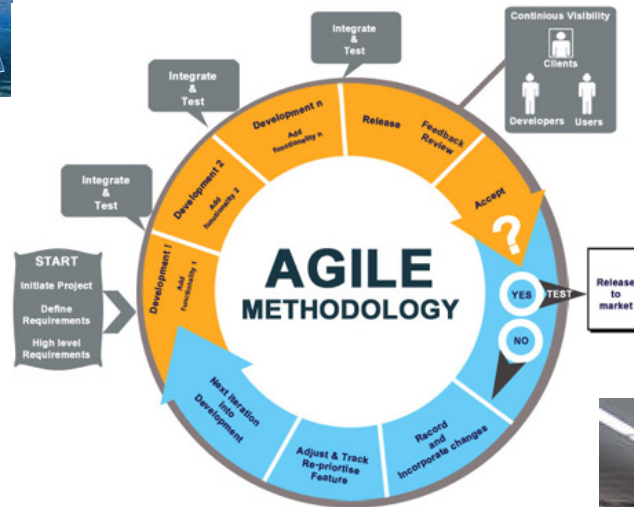 Continious Visibility
Clients
Developers
Users
Integrate
&
Test
Integrate
&
Test
Integrate
&
Test
START
Initiate Project
Define
Requirements
High level
Requirements
Development I
Add
functionality 1
Development 2
Add
functionality 2
Development n
Add
functionality n
Release
Feedback
Review
Accept
?
AGILE
METHODOLOGY
YES
TEST
Release
to
market
NO
Record
and
Incorporate changes
Adjust & Track
Re-priortise
Feature
Next iteration
into
Development